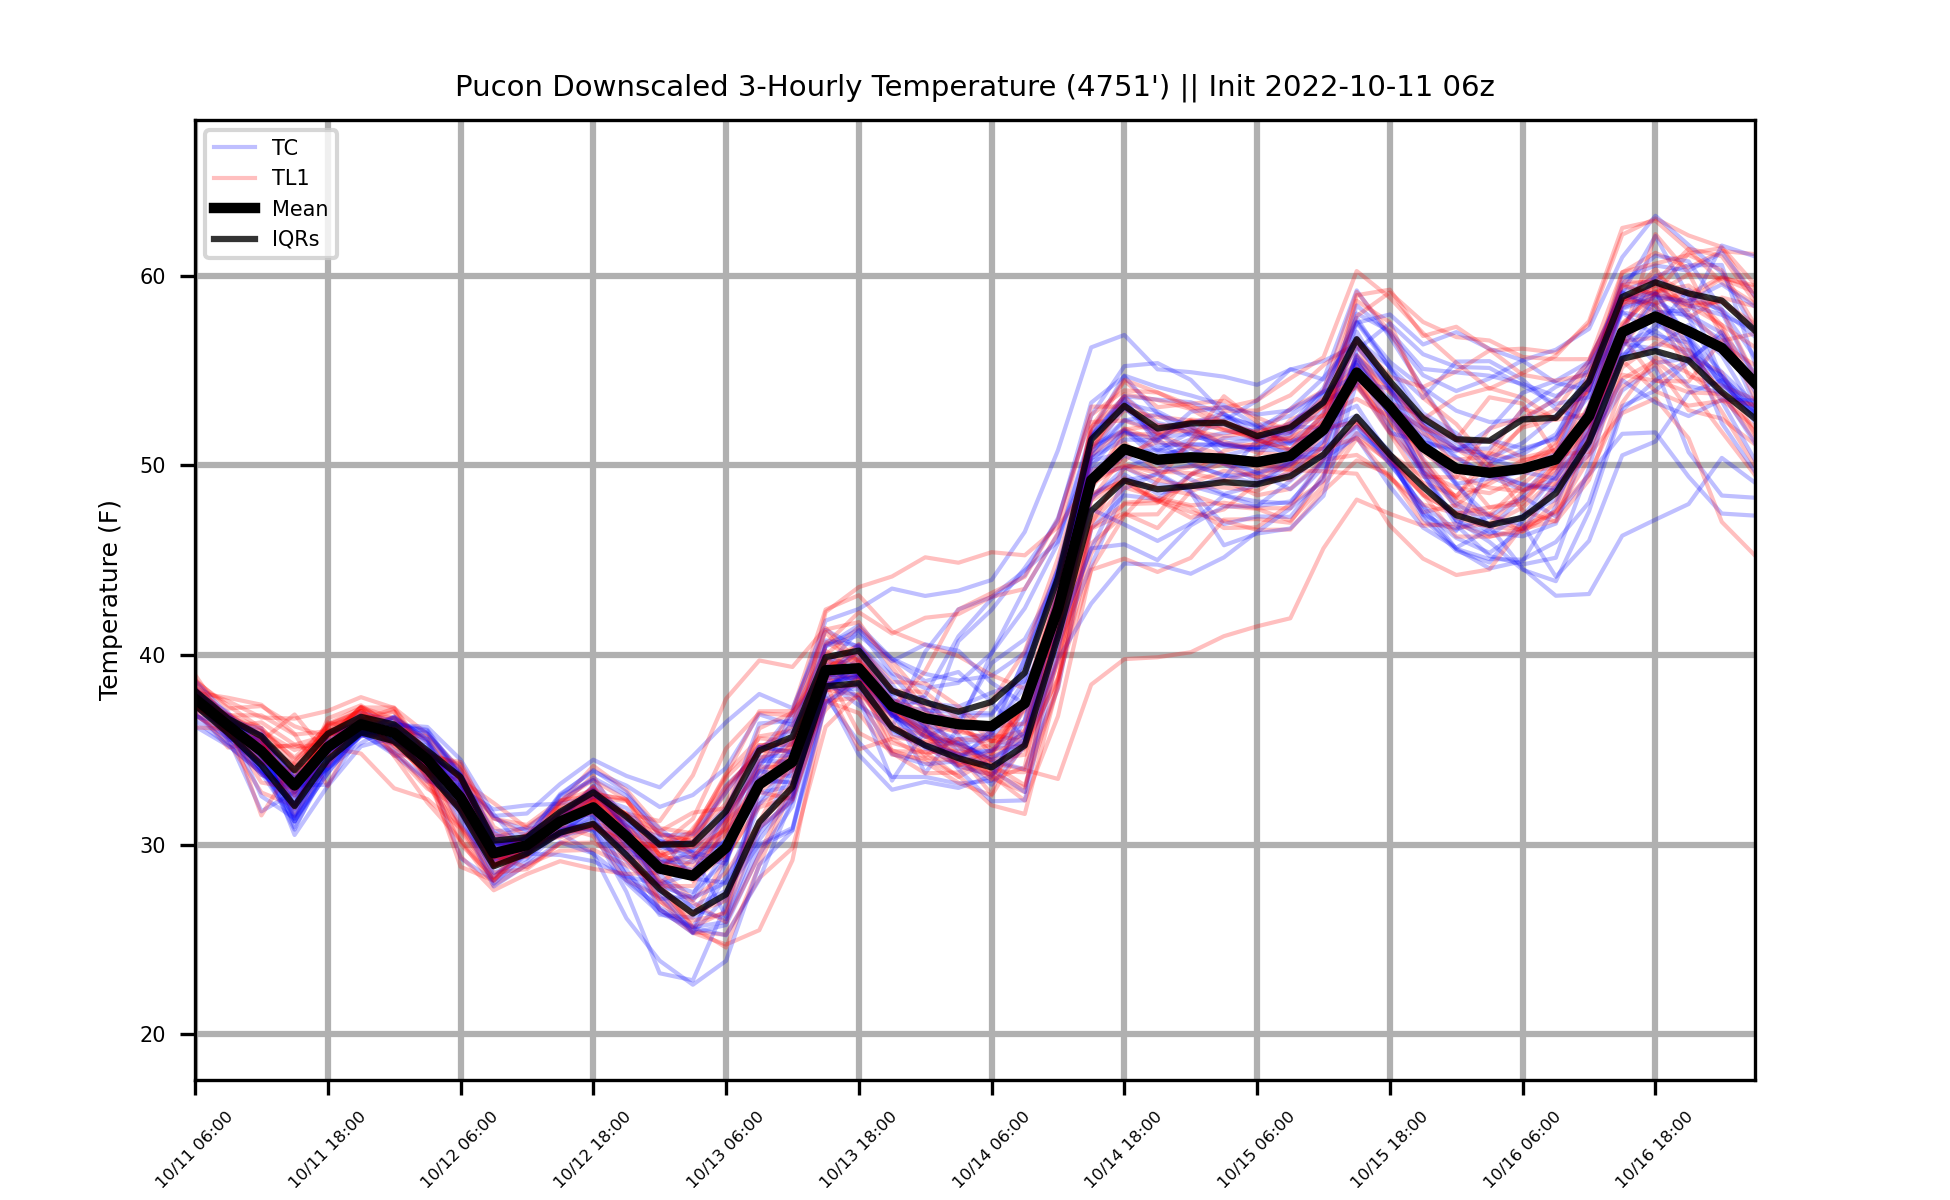 Pucon Downscaled 3-Hourly Temperature (4751') || Init 2022-10-11 06z
TC
TL1
Mean
IQRs
60
50
40
30
20
Temperature (F)
10/11 06:00
10/11 18:00
10/12 06:00
10/12 18:00
10/13 06:00
10/13 18:00
10/14 06:00
10/14 18:00
10/15 06:00
10/15 18:00
10/16 06:00
10/16 18:00